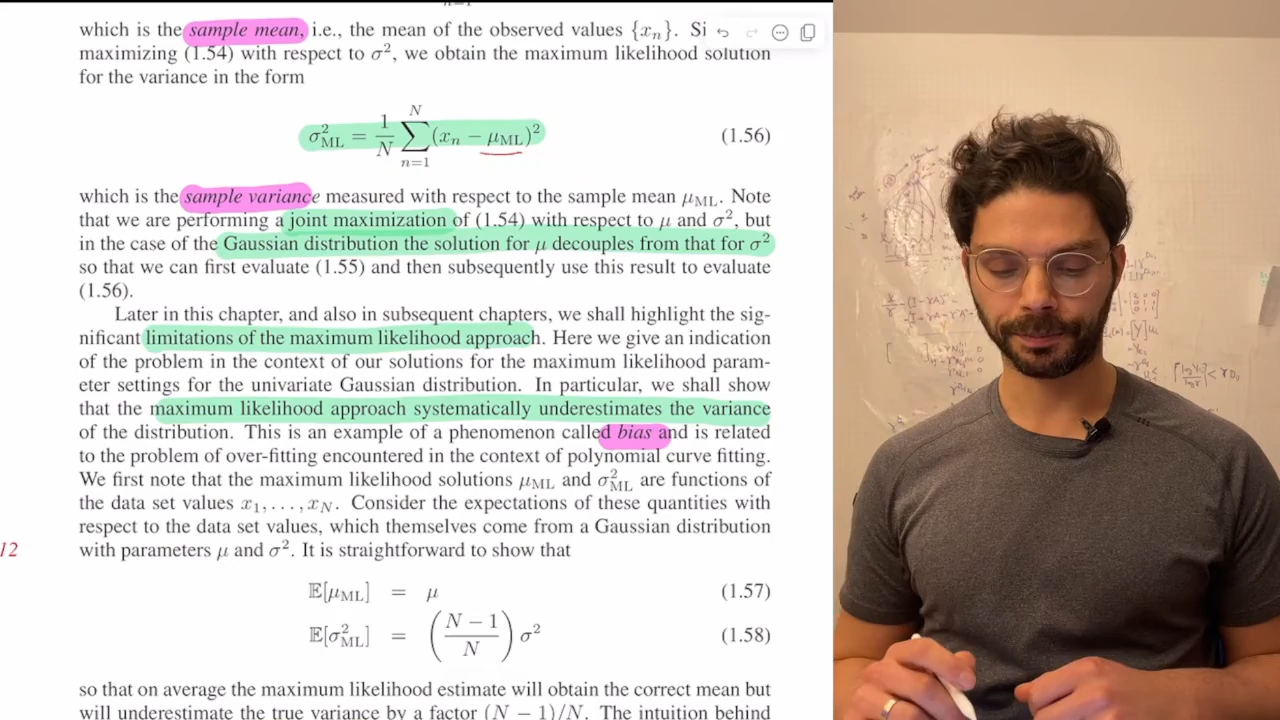 which is the sample mean, i.e., the mean of the observed values {xₙ}. Si
maximizing (1.54) with respect to σ², we obtain the maximum likelihood solution
for the variance in the form
σ²ML = 1/N ∑ₙ₌₁ᴺ (xₙ − μML)² (1.56)
which is the sample variance measured with respect to the sample mean μML. Note
that we are performing a joint maximization of (1.54) with respect to μ and σ², but
in the case of the Gaussian distribution the solution for μ decouples from that for σ²
so that we can first evaluate (1.55) and then subsequently use this result to evaluate
(1.56).
Later in this chapter, and also in subsequent chapters, we shall highlight the sig-
nificant limitations of the maximum likelihood approach. Here we give an indication
of the problem in the context of our solutions for the maximum likelihood param-
eter settings for the univariate Gaussian distribution. In particular, we shall show
that the maximum likelihood approach systematically underestimates the variance
of the distribution. This is an example of a phenomenon called bias and is related
to the problem of over-fitting encountered in the context of polynomial curve fitting.
We first note that the maximum likelihood solutions μML and σ²ML are functions of
the data set values x₁, . . . , x_N. Consider the expectations of these quantities with
respect to the data set values, which themselves come from a Gaussian distribution
12 with parameters μ and σ². It is straightforward to show that
𝔼[μML] = μ (1.57)
𝔼[σ²ML] = ((N − 1)/N) σ² (1.58)
so that on average the maximum likelihood estimate will obtain the correct mean but
will underestimate the true variance by a factor (N − 1)/N. The intuition behind